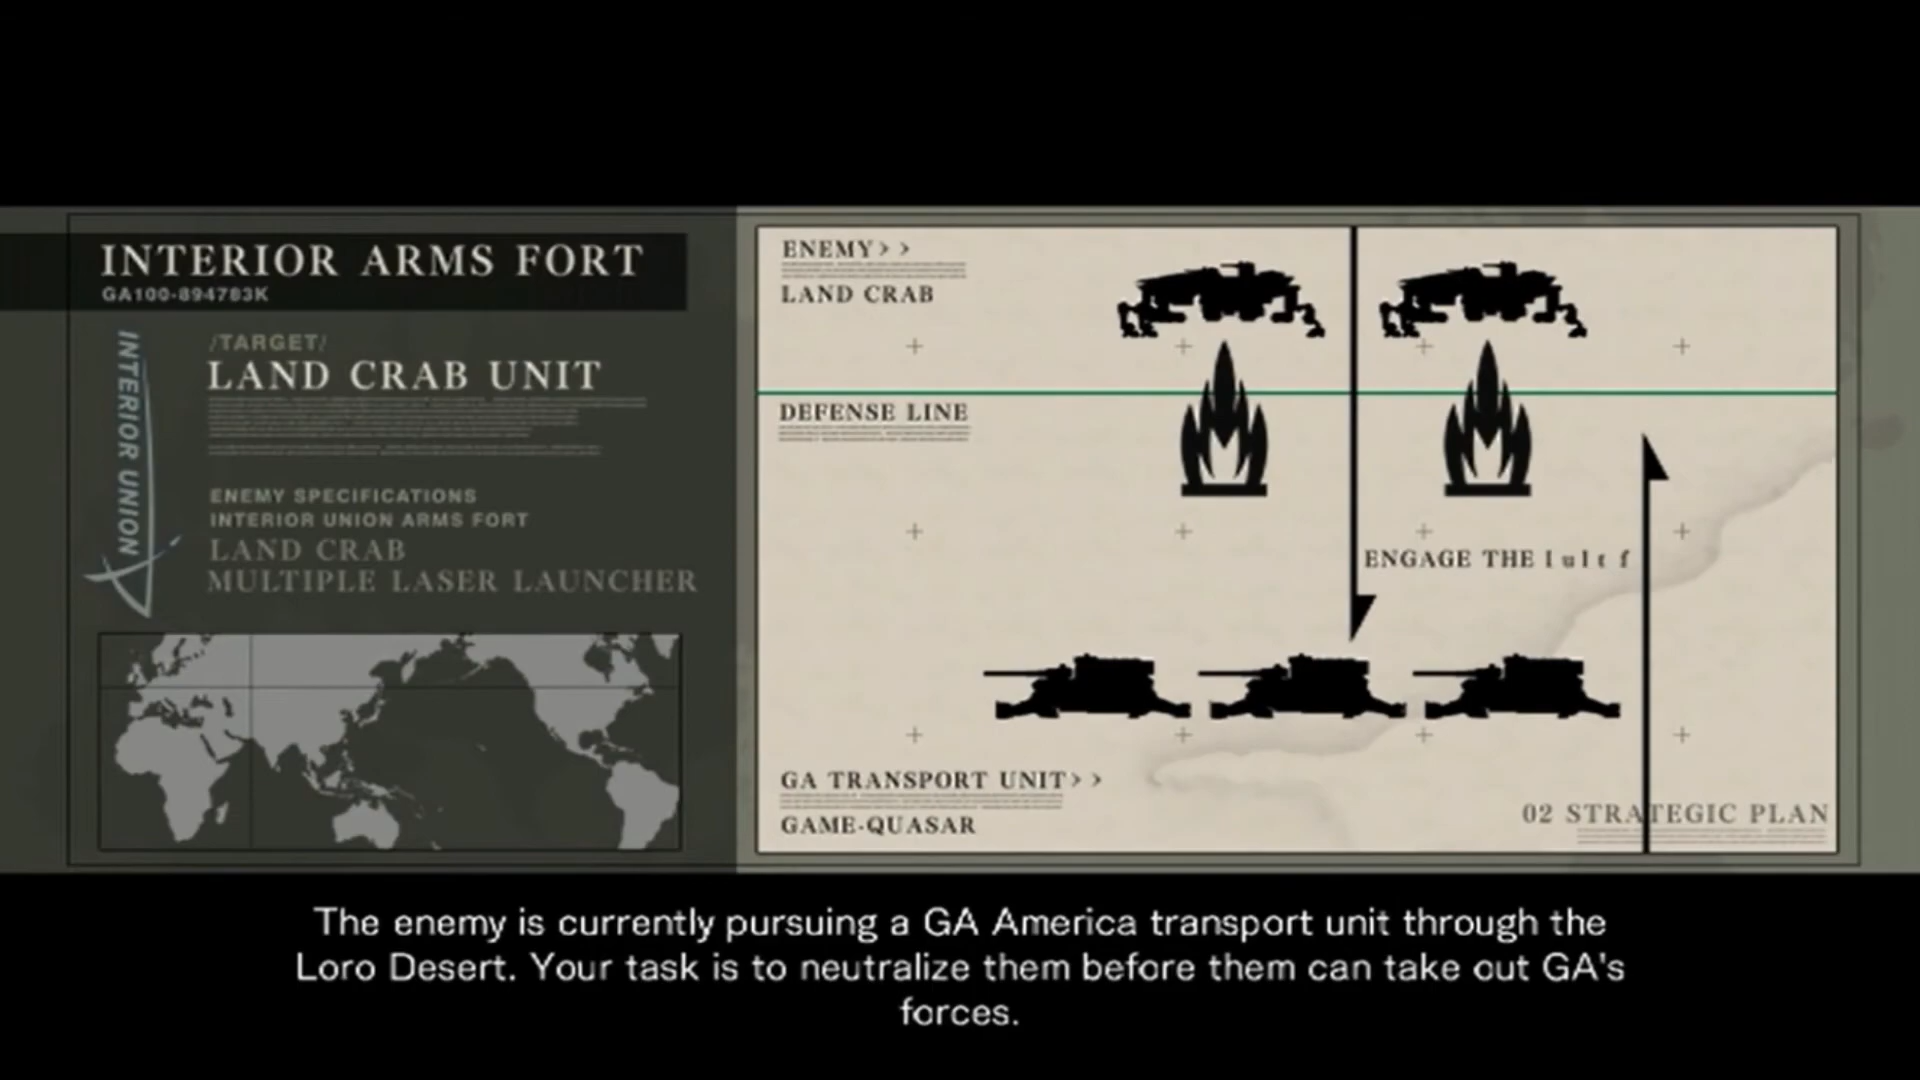 INTERIOR ARMS FORT
GA100-894783K
INTERIOR UNION
/TARGET/
LAND CRAB UNIT
ENEMY SPECIFICATIONS
INTERIOR UNION ARMS FORT
LAND CRAB
MULTIPLE LASER LAUNCHER
ENEMY>>
LAND CRAB
DEFENSE LINE
ENGAGE THE
GA TRANSPORT UNIT>>
GAME-QUASAR
02 STRATEGIC PLAN
The enemy is currently pursuing a GA America transport unit through the
Loro Desert. Your task is to neutralize them before them can take out GA's
forces.